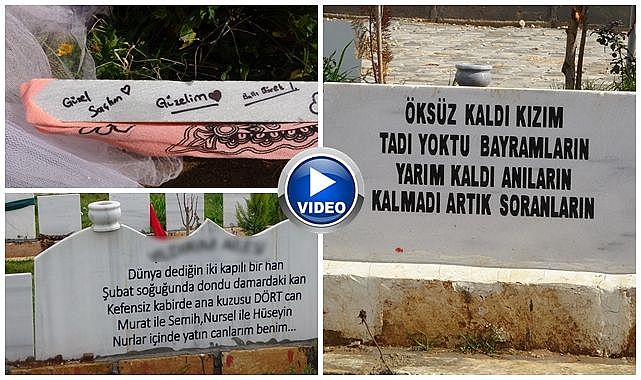 Güzel
Saçlım
Güzelim
ÖKSÜZ KALDI KIZIM
TADI YOKTU BAYRAMLARIN
YARIM KALDI ANILARIN
KALMADI ARTIK SORANLARIN
VIDEO
Dünya dediğin iki kapılı bir han
Şubat soğuğunda dondu damardaki kan
Kefensiz kabirde ana kuzusu DÖRT can
Murat ile Semih,Nursel ile Hüseyin
Nurlar içinde yatın canlarım benim...